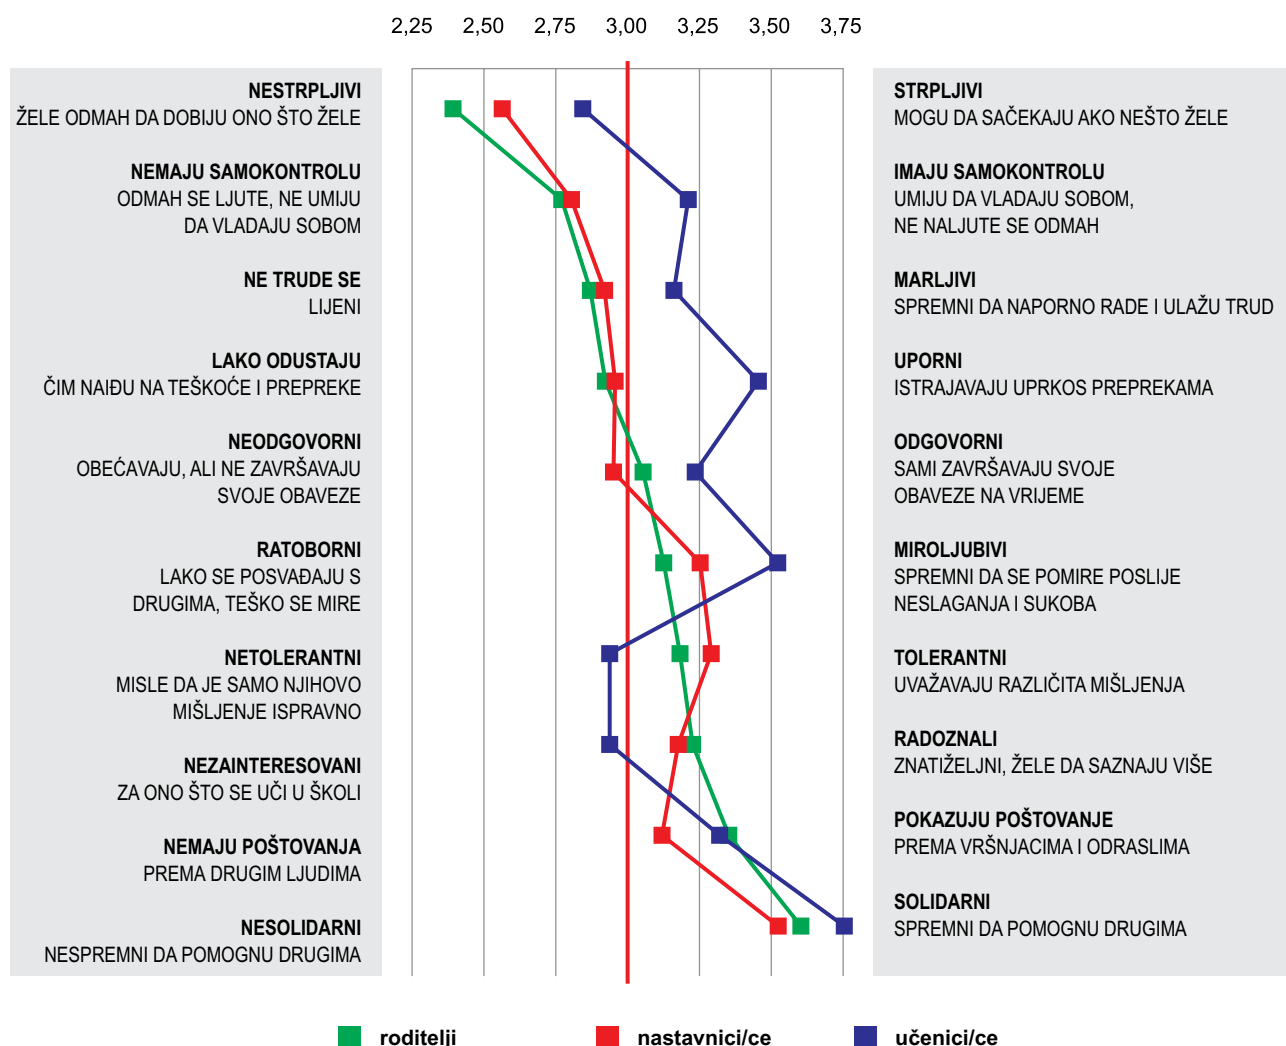 2,25 2,50 2,75 3,00 3,25 3,50 3,75
NESTRPLJIVI
ŽELE ODMAH DA DOBIJU ONO ŠTO ŽELE
NEMAJU SAMOKONTROLU
ODMAH SE LJUTE, NE UMIJU
DA VLADAJU SOBOM
NE TRUDE SE
LIJENI
LAKO ODUSTAJU
ČIM NAIĐU NA TEŠKOĆE I PREPREKE
NEODGOVORNI
OBEĆAVAJU, ALI NE ZAVRŠAVAJU
SVOJE OBAVEZE
RATOBORNI
LAKO SE POSVAĐAJU S
DRUGIMA, TEŠKO SE MIRE
NETOLERANTNI
MISLE DA JE SAMO NJIHOVO
MIŠLJENJE ISPRAVNO
NEZAINTERESOVANI
ZA ONO ŠTO SE UČI U ŠKOLI
NEMAJU POŠTOVANJA
PREMA DRUGIM LJUDIMA
NESOLIDARNI
NESPREMNI DA POMOGNU DRUGIMA
STRPLJIVI
MOGU DA SAČEKAJU AKO NEŠTO ŽELE
IMAJU SAMOKONTROLU
UMIJU DA VLADAJU SOBOM,
NE NALJUTE SE ODMAH
MARLJIVI
SPREMNI DA NAPORNO RADE I ULAŽU TRUD
UPORNI
ISTRAJAVAJU UPRKOS PREPREKAMA
ODGOVORNI
SAMI ZAVRŠAVAJU SVOJE
OBAVEZE NA VRIJEME
MIROLJUBIVI
SPREMNI DA SE POMIRE POSLIJE
NESLAGANJA I SUKOBA
TOLERANTNI
UVAŽAVAJU RAZLIČITA MIŠLJENJA
RADOZNALI
ZNATIŽELJNI, ŽELE DA SAZNAJU VIŠE
POKAZUJU POŠTOVANJE
PREMA VRŠNJACIMA I ODRASLIMA
SOLIDARNI
SPREMNI DA POMOGNU DRUGIMA
roditelji nastavnici/ce učenici/ce